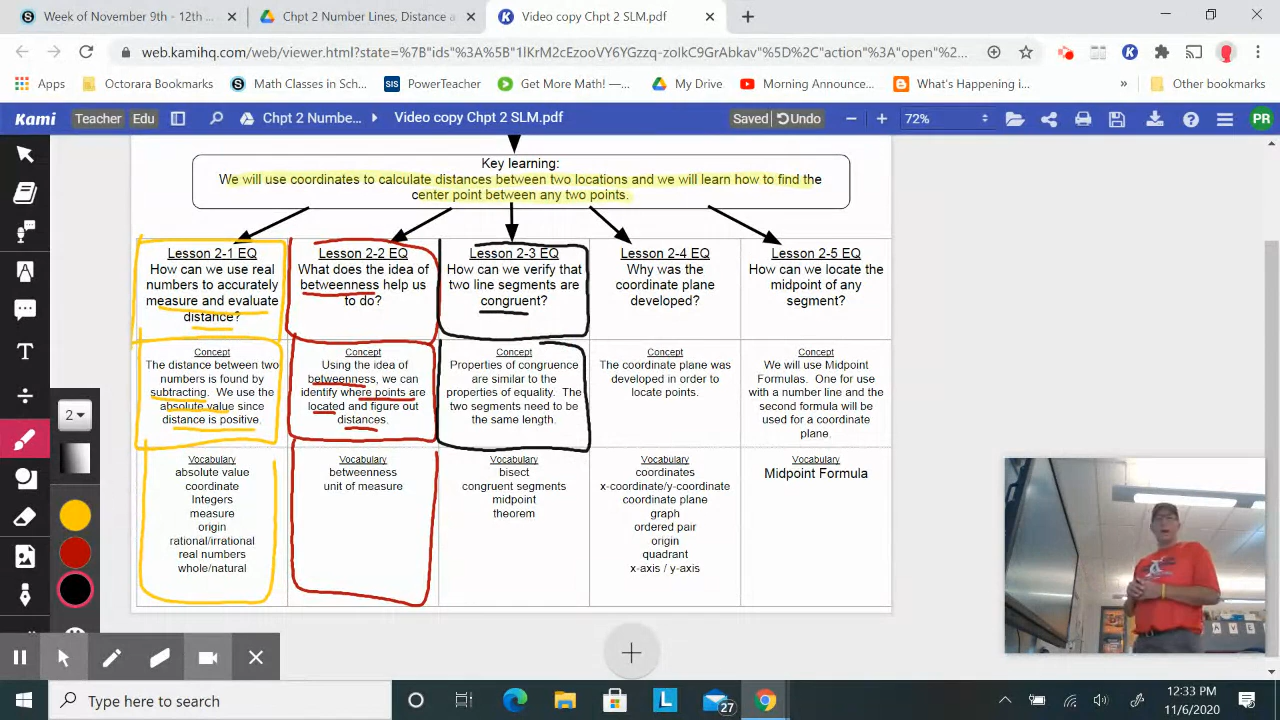 Week of November 9th - 12th ...
Chpt 2 Number Lines, Distance a
Video copy Chpt 2 SLM.pdf
web.kamihq.com/web/viewer.html?state=%7B"ids"%3A%5B"1lKrM2cEzooVY6YGzzq-zoIkC9GrAbkav"%5D%2C"action"%3A"open"%2...
Apps
Octorara Bookmarks
Math Classes in Sch...
SIS
PowerTeacher
Get More Math! —...
My Drive
Morning Announce...
What's Happening i...
»
Other bookmarks
Kami
Teacher
Edu
Chpt 2 Numbe...
Video copy Chpt 2 SLM.pdf
Saved
Undo
72%
PR
Key learning:
We will use coordinates to calculate distances between two locations and we will learn how to find the
center point between any two points.
Lesson 2-1 EQ
How can we use real
numbers to accurately
measure and evaluate
distance?
Lesson 2-2 EQ
What does the idea of
betweenness help us
to do?
Lesson 2-3 EQ
How can we verify that
two line segments are
congruent?
Lesson 2-4 EQ
Why was the
coordinate plane
developed?
Lesson 2-5 EQ
How can we locate the
midpoint of any
segment?
Concept
The distance between two
numbers is found by
subtracting. We use the
absolute value since
distance is positive.
Concept
Using the idea of
betweenness, we can
identify where points are
located and figure out
distances.
Concept
Properties of congruence
are similar to the
properties of equality. The
two segments need to be
the same length.
Concept
The coordinate plane was
developed in order to
locate points.
Concept
We will use Midpoint
Formulas. One for use
with a number line and the
second formula will be
used for a coordinate
plane.
Vocabulary
absolute value
coordinate
Integers
measure
origin
rational/irrational
real numbers
whole/natural
Vocabulary
betweenness
unit of measure
Vocabulary
bisect
congruent segments
midpoint
theorem
Vocabulary
coordinates
x-coordinate/y-coordinate
coordinate plane
graph
ordered pair
origin
quadrant
x-axis / y-axis
Vocabulary
Midpoint Formula
2
Type here to search
L
27
12:33 PM
11/6/2020